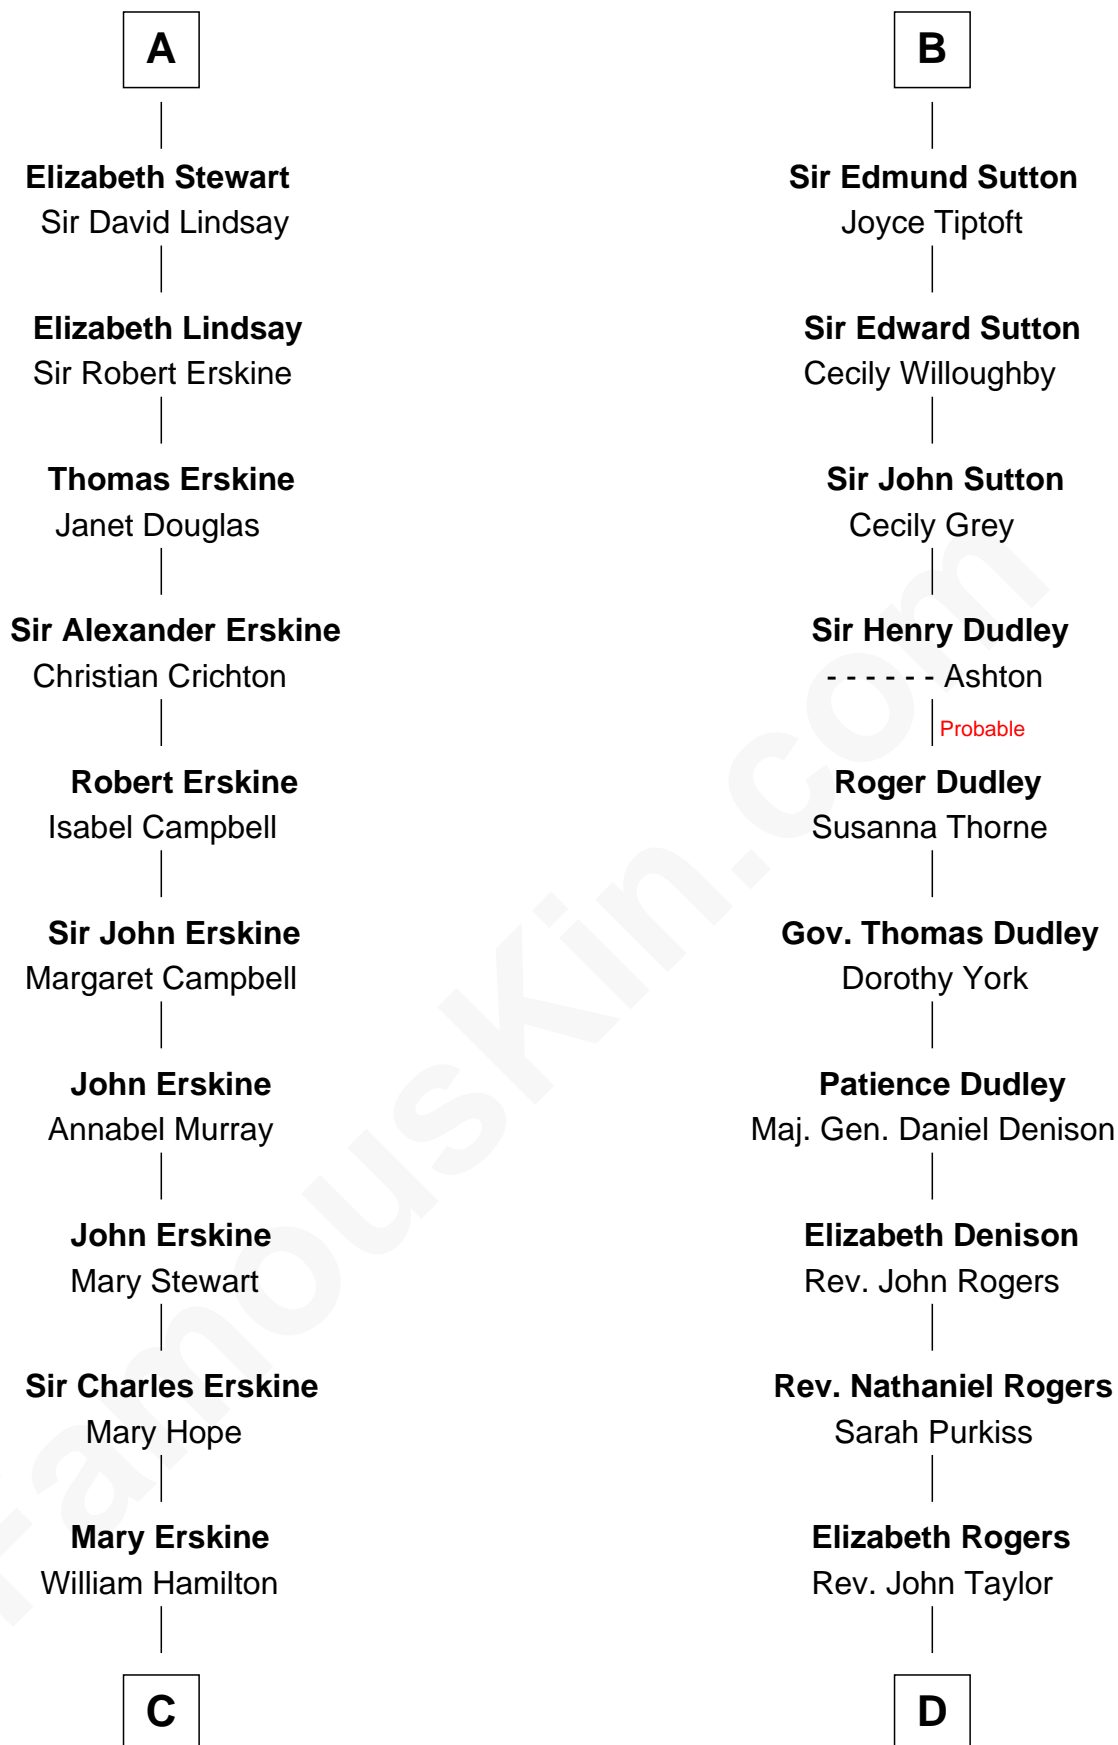 A
Elizabeth Stewart
Sir David Lindsay
Elizabeth Lindsay
Sir Robert Erskine
Thomas Erskine
Janet Douglas
Sir Alexander Erskine
Christian Crichton
Robert Erskine
Isabel Campbell
Sir John Erskine
Margaret Campbell
John Erskine
Annabel Murray
John Erskine
Mary Stewart
Sir Charles Erskine
Mary Hope
Mary Erskine
William Hamilton
C
B
Sir Edmund Sutton
Joyce Tiptoft
Sir Edward Sutton
Cecily Willoughby
Sir John Sutton
Cecily Grey
Sir Henry Dudley
- - - - - - Ashton
Probable
Roger Dudley
Susanna Thorne
Gov. Thomas Dudley
Dorothy York
Patience Dudley
Maj. Gen. Daniel Denison
Elizabeth Denison
Rev. John Rogers
Rev. Nathaniel Rogers
Sarah Purkiss
Elizabeth Rogers
Rev. John Taylor
D
FamousKin.com